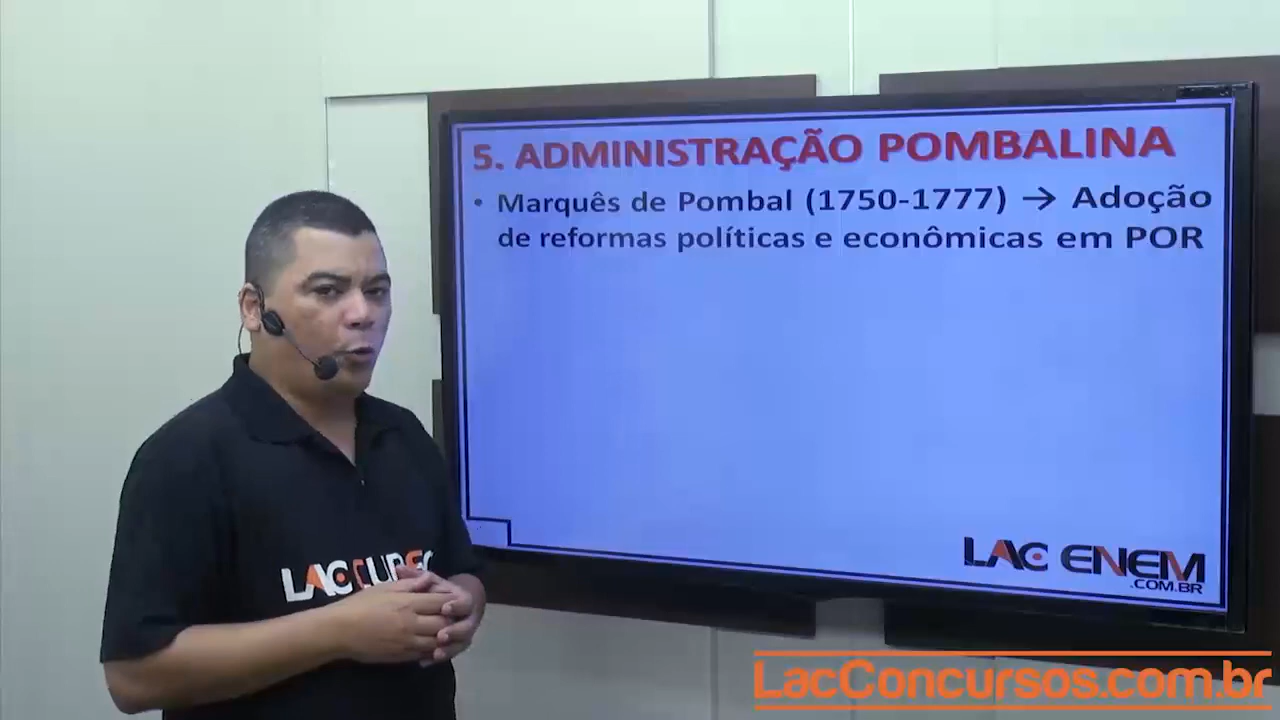 5. ADMINISTRAÇÃO POMBALINA
• Marquês de Pombal (1750-1777) → Adoção
de reformas políticas e econômicas em POR
LAC ENEM
.COM.BR
LAC
LacConcursos.com.br